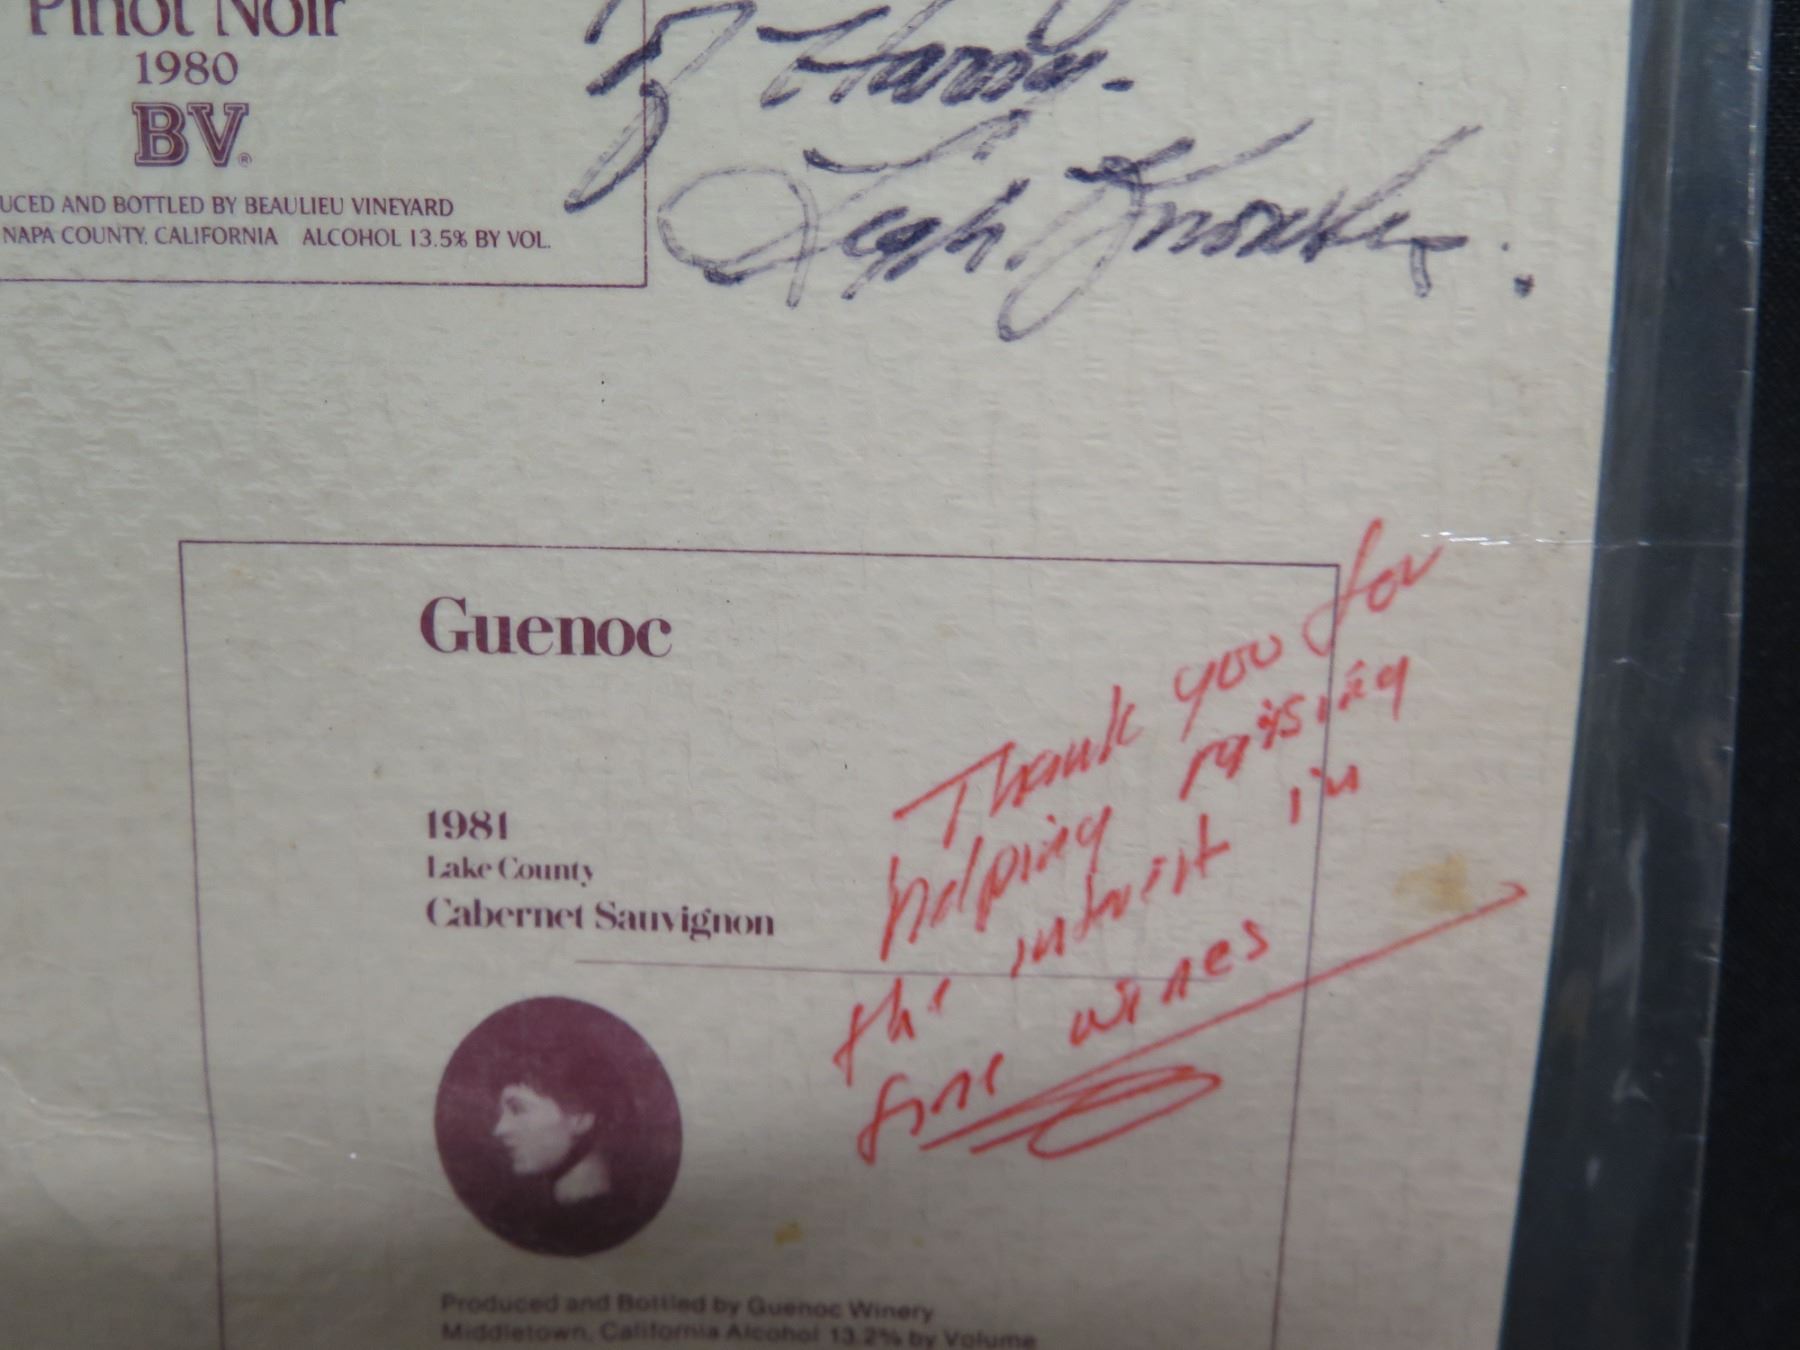 Pinot Noir
1980
BV®
UCED AND BOTTLED BY BEAULIEU VINEYARD
NAPA COUNTY, CALIFORNIA ALCOHOL 13.5% BY VOL.
Harry.
Legh.
Guenoc
1981
Lake County
Cabernet Sauvignon
Thank you for
helping raising
the interest in
fine wines
Produced and Bottled by Guenoc Winery
Middletown, California Alcohol 13.2% by Volume